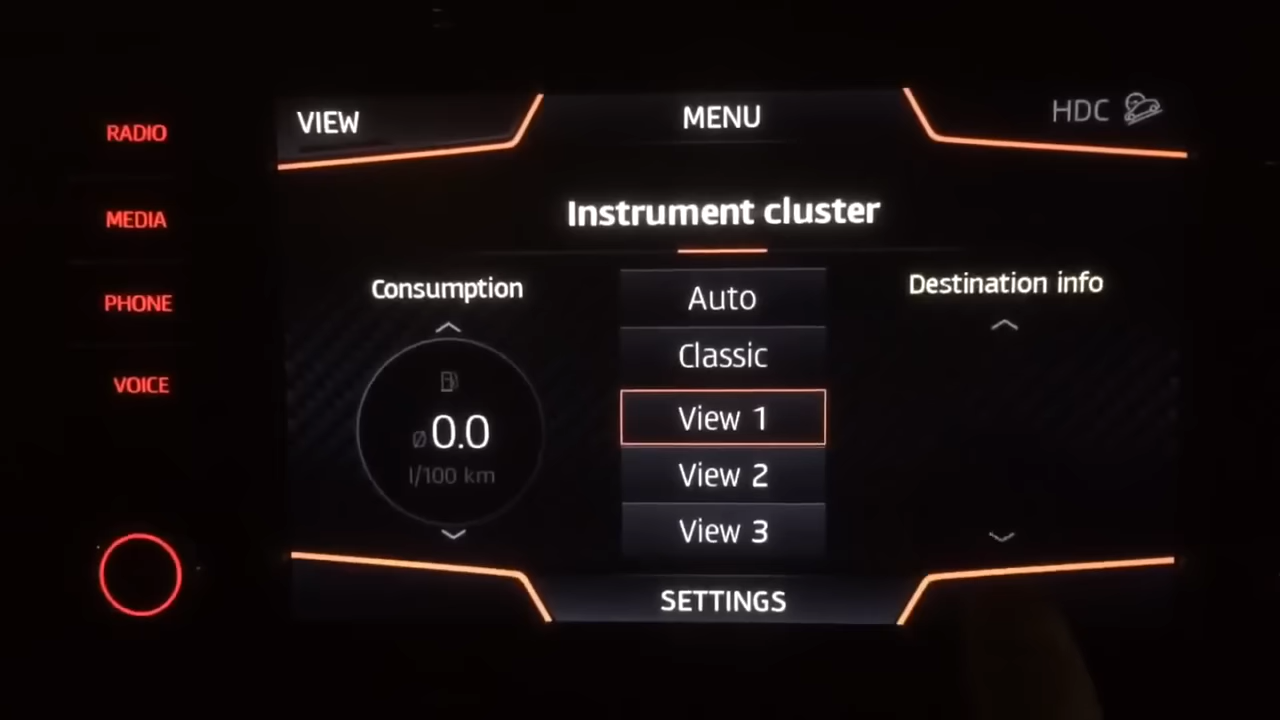 RADIO
MEDIA
PHONE
VOICE
VIEW
MENU
HDC
Instrument cluster
Consumption
Ø 0.0
l/100 km
Auto
Classic
View 1
View 2
View 3
Destination info
SETTINGS